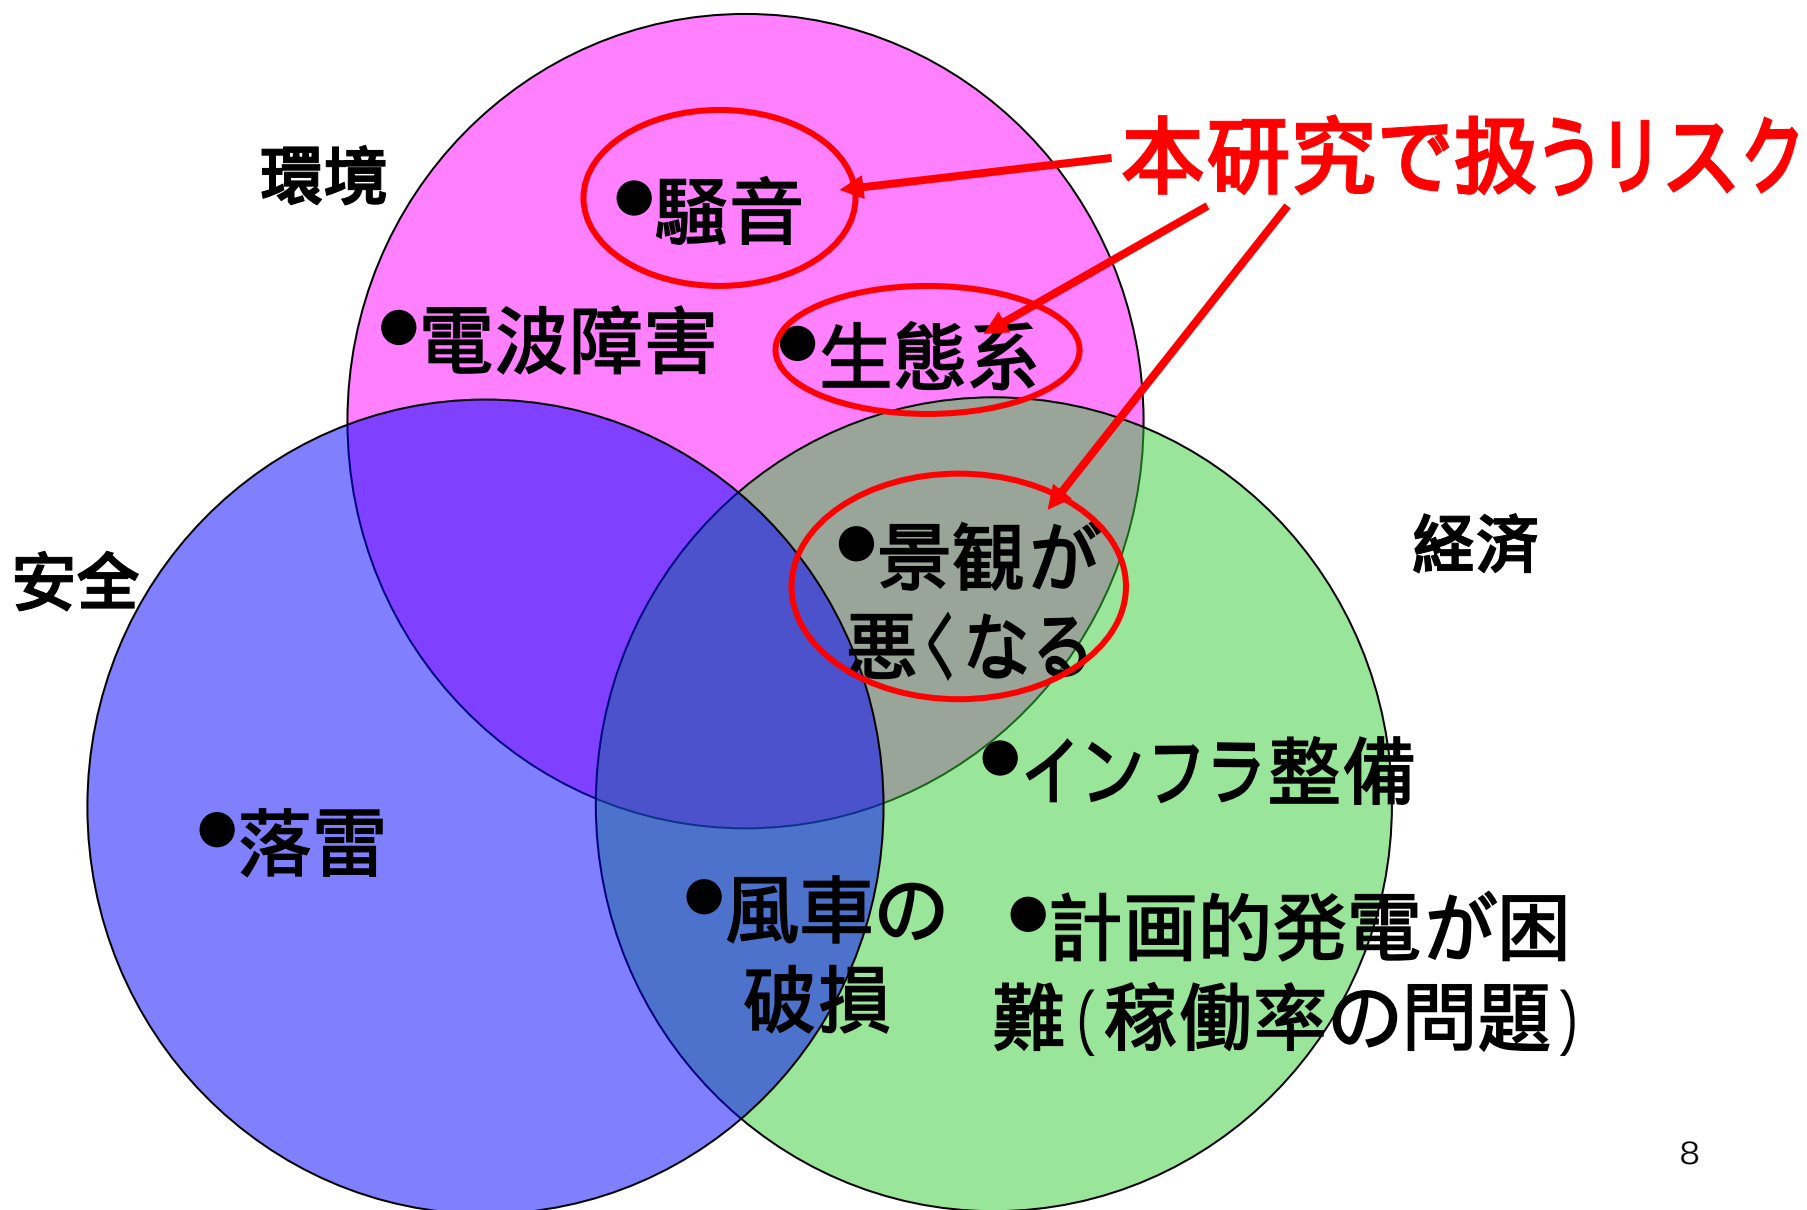 環境
本研究で扱うリスク
●騒音
●電波障害
●生態系
安全
経済
●景観が
悪くなる
●インフラ整備
●落雷
●風車の
破損
●計画的発電が困
難(稼働率の問題)
8